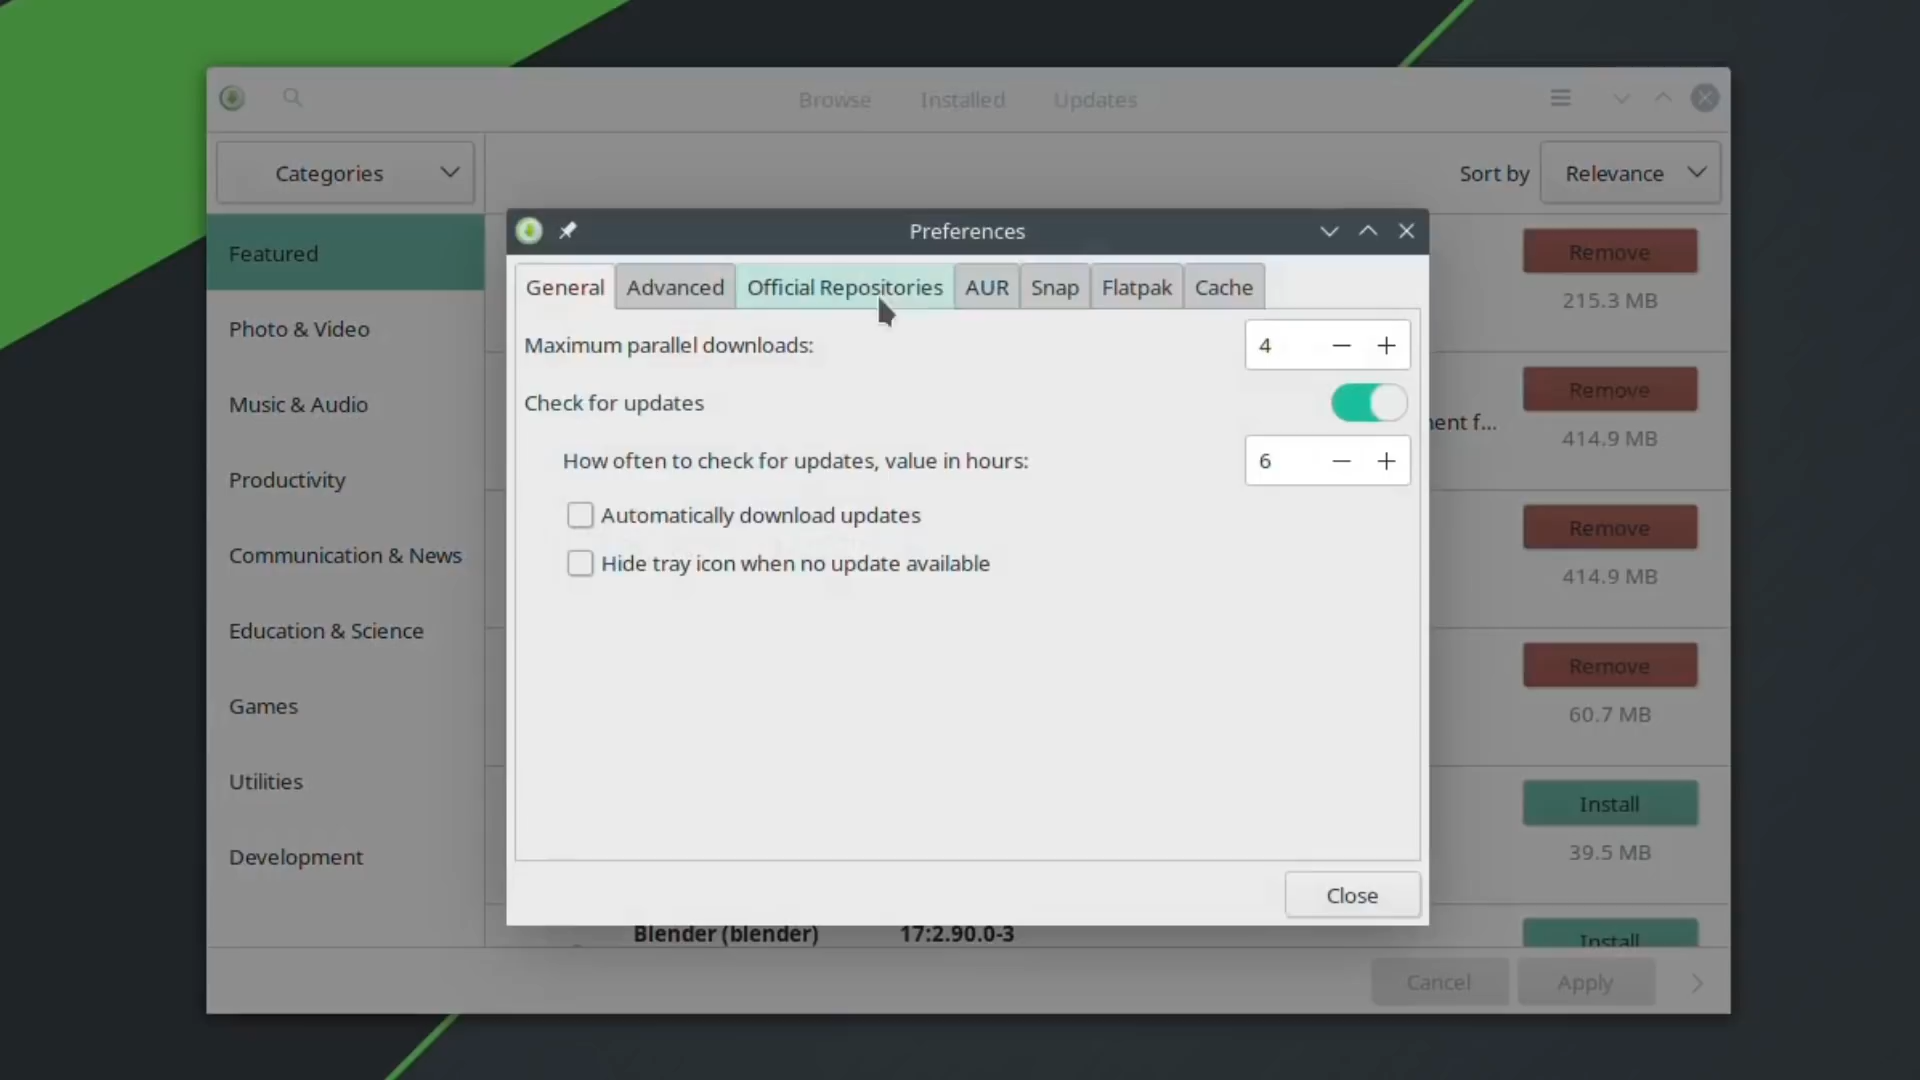 Browse Installed Updates
Categories
Sort by Relevance
Featured
Photo & Video
Music & Audio
Productivity
Communication & News
Education & Science
Games
Utilities
Development
Preferences
General Advanced Official Repositories AUR Snap Flatpak Cache
Maximum parallel downloads: 4
Check for updates
How often to check for updates, value in hours: 6
Automatically download updates
Hide tray icon when no update available
Close
Remove
215.3 MB
Remove
414.9 MB
Remove
414.9 MB
Remove
60.7 MB
Install
39.5 MB
Blender (blender) 17:2.90.0-3
Install
Cancel Apply